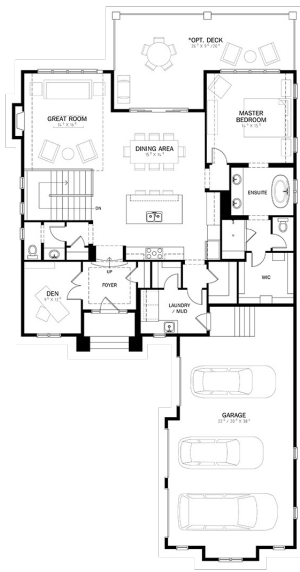 *OPT. DECK
GREAT ROOM
MASTER
BEDROOM
DINING AREA
ENSUITE
DN
WIC
UP
DEN
FOYER
LAUNDRY
/ MUD
GARAGE